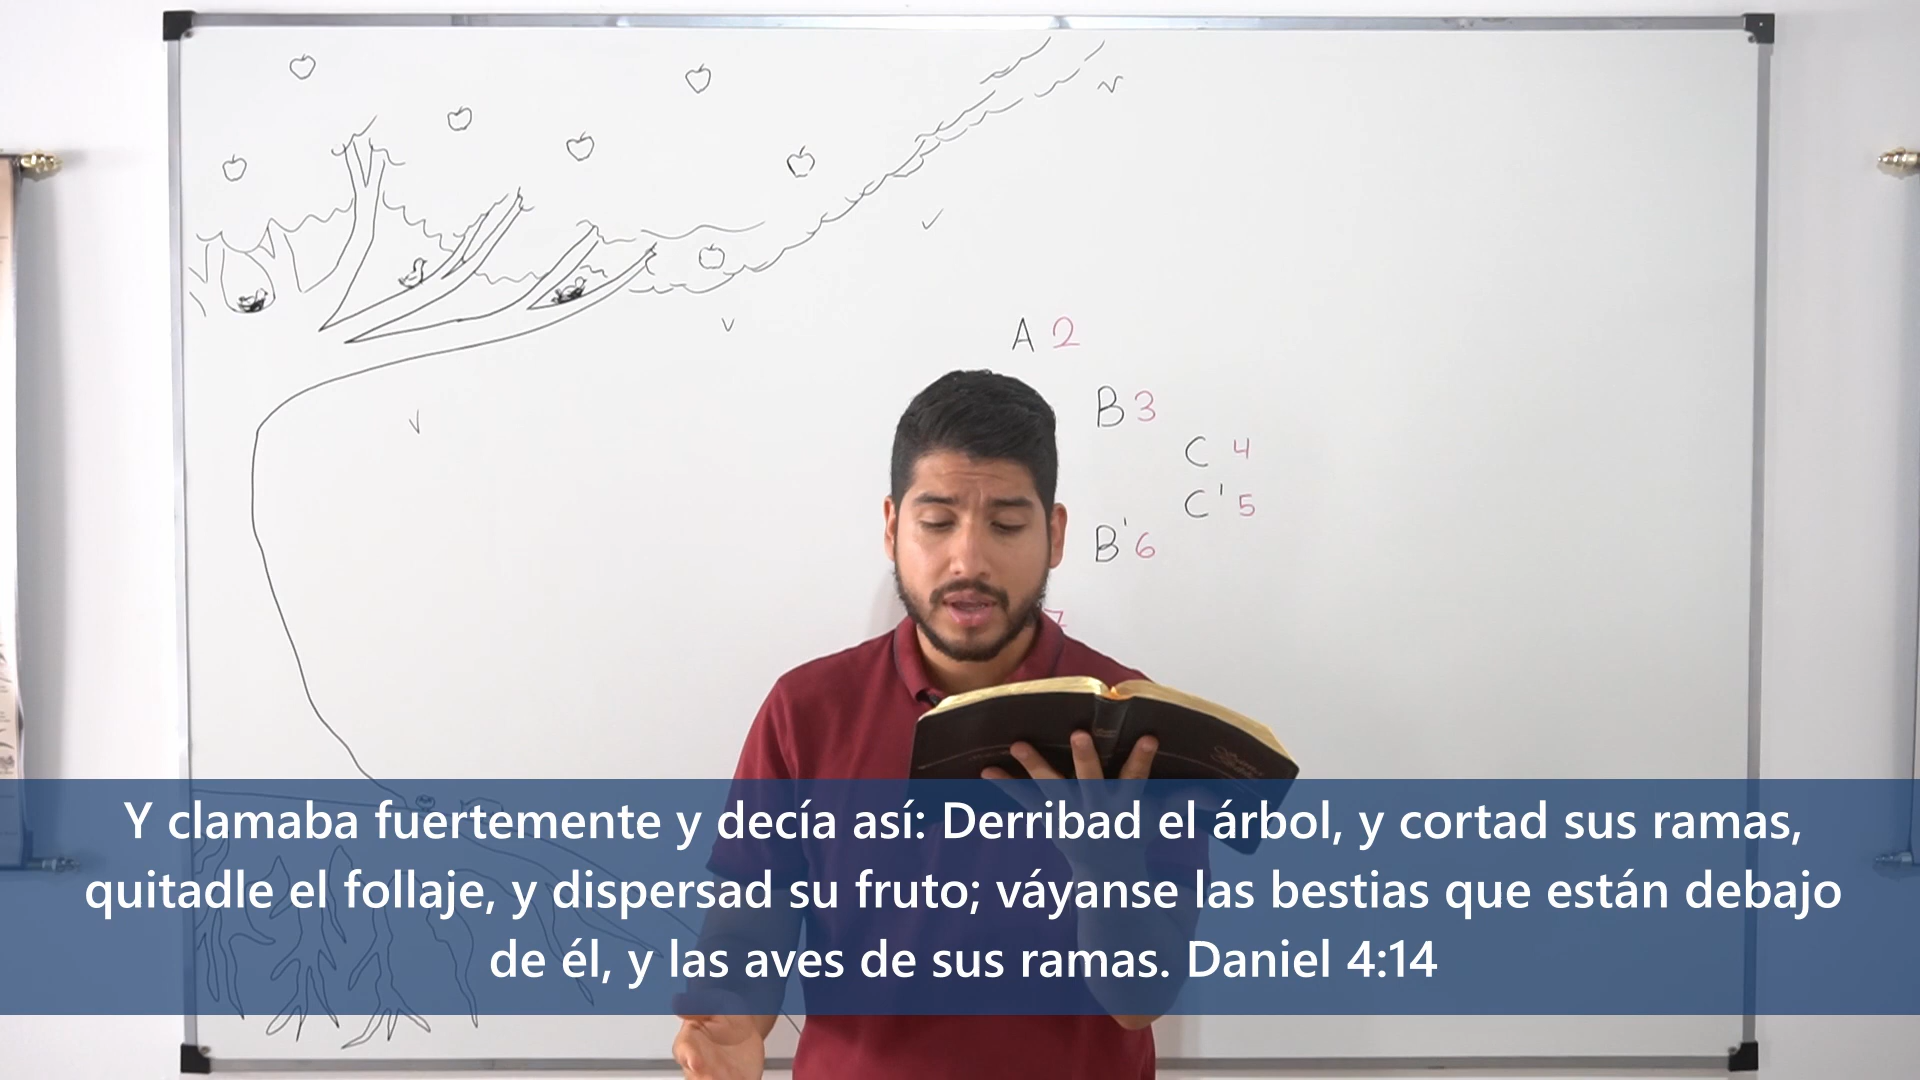 A 2
B 3
C 4
C' 5
B' 6
7
Y clamaba fuertemente y decía así: Derribad el árbol, y cortad sus ramas,
quitadle el follaje, y dispersad su fruto; váyanse las bestias que están debajo
de él, y las aves de sus ramas. Daniel 4:14